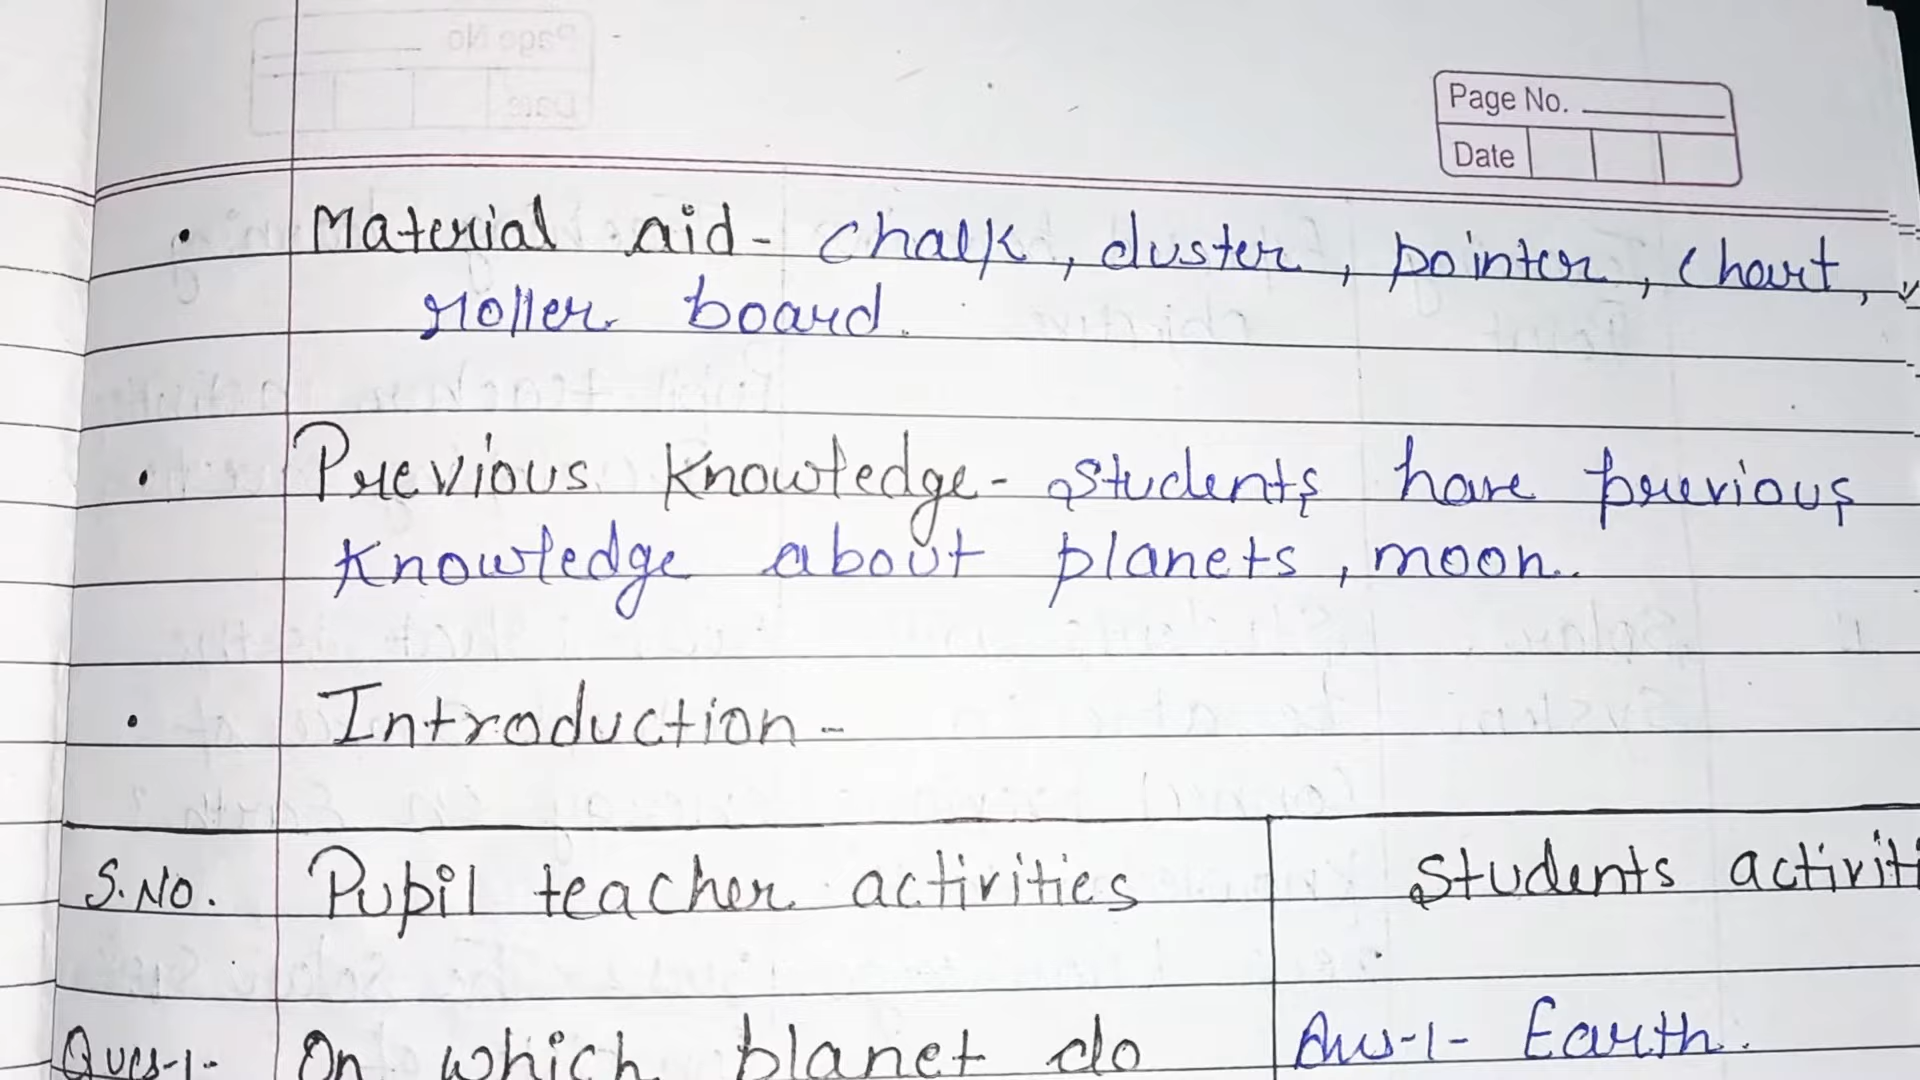 Page No.
Date
• Material aid- chalk, duster, pointer, chart,
roller board.
• Previous Knowledge- students have previous
Knowledge about planets, moon.
• Introduction-
S.No. Pupil teacher activities Students activiti
Ques-1- On which planet do Ans-1- Earth.